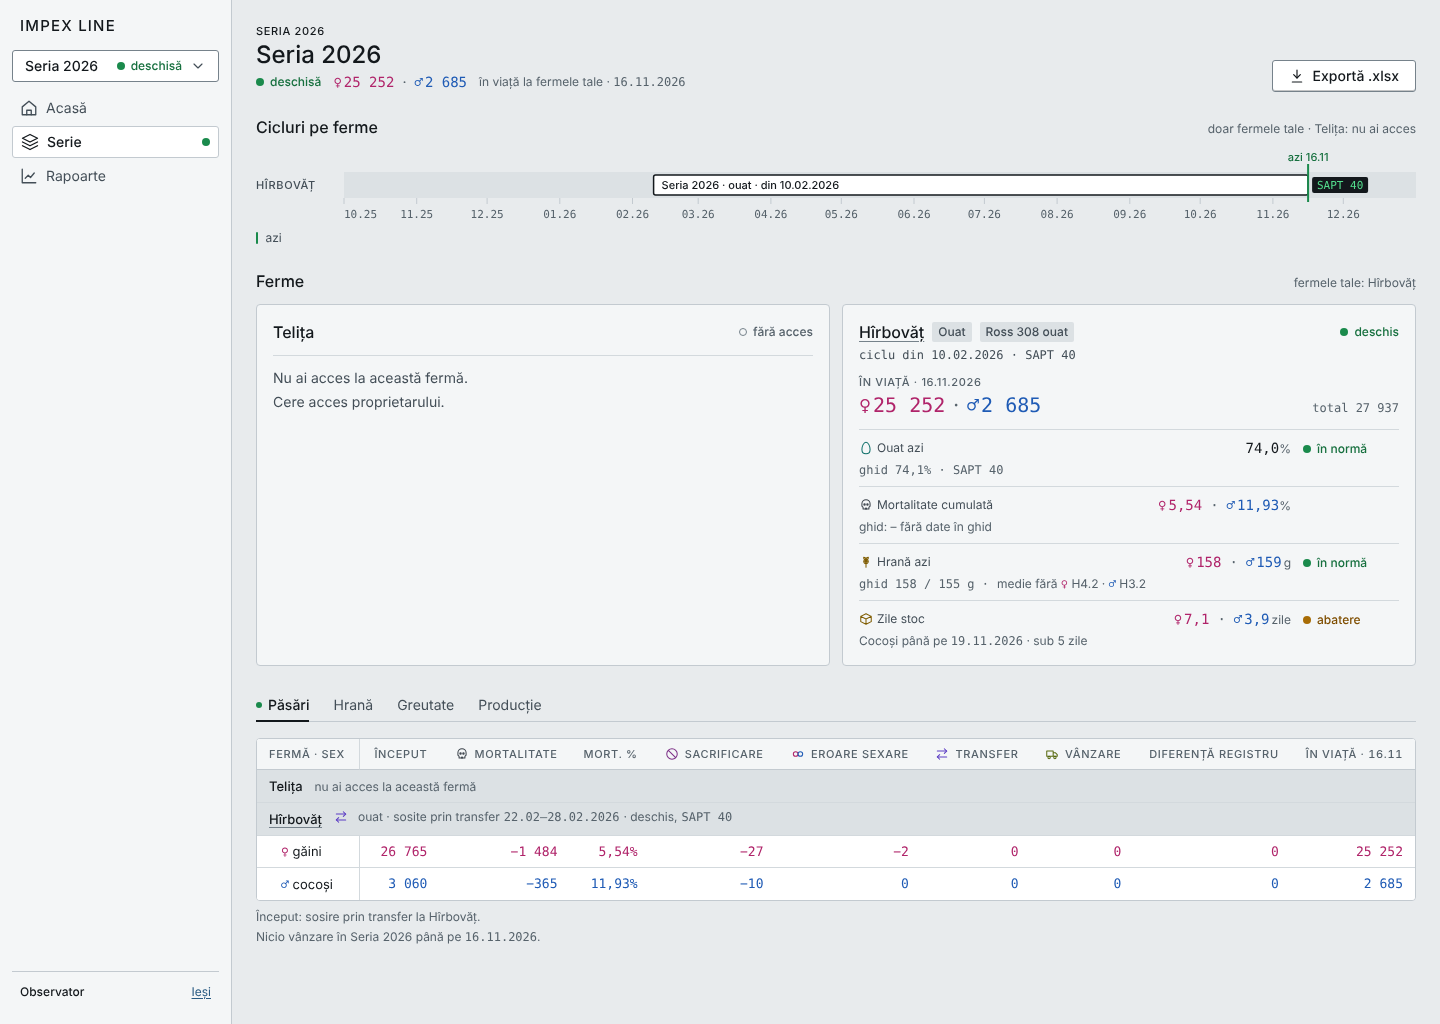 IMPEX LINE
Seria 2026 deschisă
Acasă
Serie
Rapoarte
Observator Ieși
SERIA 2026
Seria 2026
deschisă ♀25 252 · ♂2 685 în viață la fermele tale · 16.11.2026
Exportă .xlsx
Cicluri pe ferme
doar fermele tale · Telița: nu ai acces
azi 16.11
HÎRBOVĂȚ
Seria 2026 · ouat · din 10.02.2026
SAPT 40
10.25 11.25 12.25 01.26 02.26 03.26 04.26 05.26 06.26 07.26 08.26 09.26 10.26 11.26 12.26
azi
Ferme
fermele tale: Hîrbovăț
Telița
fără acces
Nu ai acces la această fermă.
Cere acces proprietarului.
Hîrbovăț Ouat Ross 308 ouat deschis
ciclu din 10.02.2026 · SAPT 40
ÎN VIAȚĂ · 16.11.2026
♀25 252 · ♂2 685 total 27 937
Ouat azi 74,0% în normă
ghid 74,1% · SAPT 40
Mortalitate cumulată ♀5,54 · ♂11,93%
ghid: – fără date în ghid
Hrană azi ♀158 · ♂159 g în normă
ghid 158 / 155 g · medie fără ♀ H4.2 · ♂ H3.2
Zile stoc ♀7,1 · ♂3,9 zile abatere
Cocoși până pe 19.11.2026 · sub 5 zile
Păsări Hrană Greutate Producție
FERMĂ · SEX ÎNCEPUT MORTALITATE MORT. % SACRIFICARE EROARE SEXARE TRANSFER VÂNZARE DIFERENȚĂ REGISTRU ÎN VIAȚĂ · 16.11
Telița nu ai acces la această fermă
Hîrbovăț ouat · sosite prin transfer 22.02–28.02.2026 · deschis, SAPT 40
♀ găini 26 765 −1 484 5,54% −27 −2 0 0 0 25 252
♂ cocoși 3 060 −365 11,93% −10 0 0 0 0 2 685
Început: sosire prin transfer la Hîrbovăț.
Nicio vânzare în Seria 2026 până pe 16.11.2026.